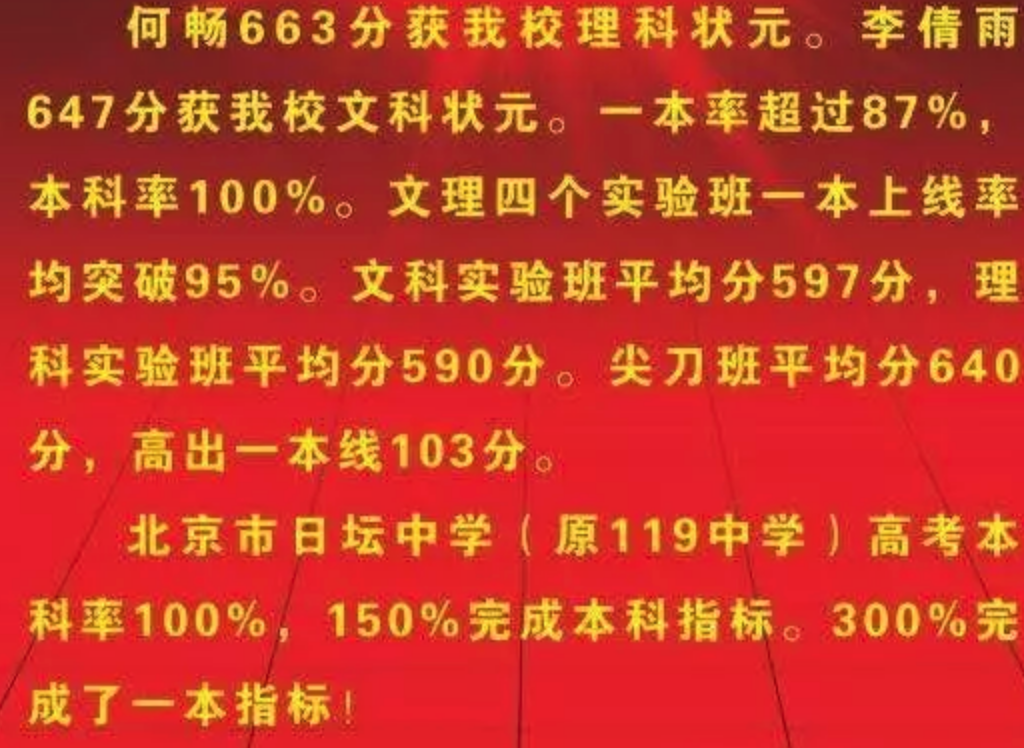 何畅663分获我校理科状元。李倩雨
647分获我校文科状元。一本率超过87%，
本科率100%。文理四个实验班一本上线率
均突破95%。文科实验班平均分597分，理
科实验班平均分590分。尖刀班平均分640
分，高出一本线103分。
北京市日坛中学（原119中学）高考本
科率100%，150%完成本科指标。300%完
成了一本指标！